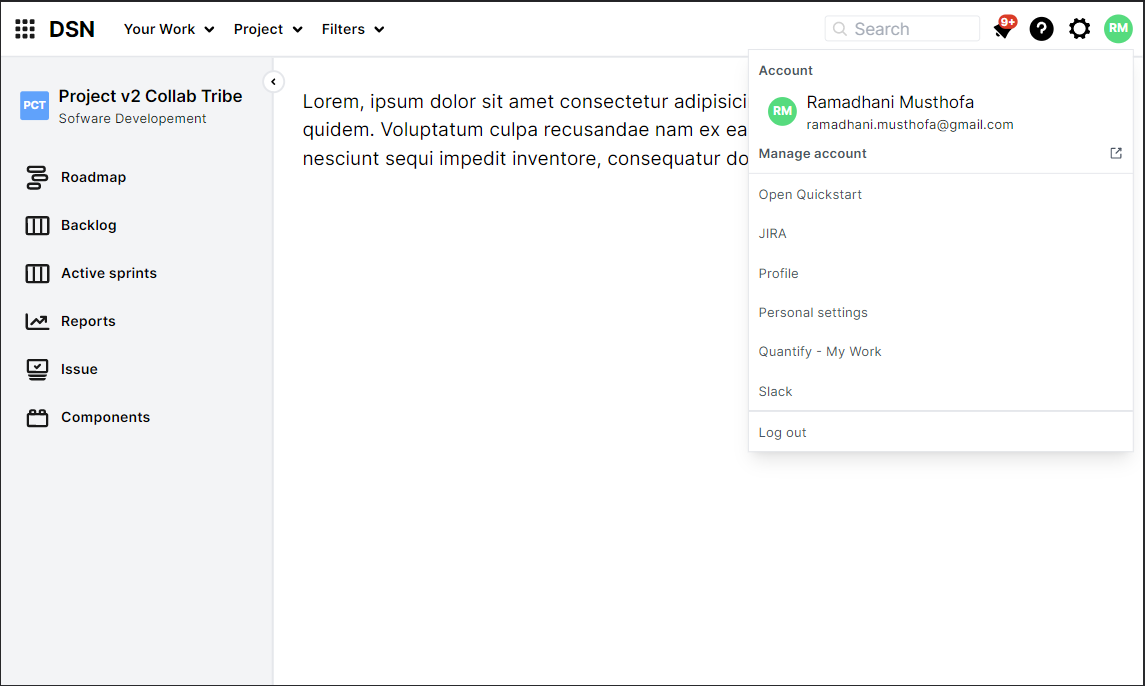 DSN
Your Work
Project
Filters
Search
9+
RM
PCT
Project v2 Collab Tribe
Sofware Developement
Roadmap
Backlog
Active sprints
Reports
Issue
Components
Lorem, ipsum dolor sit amet consectetur adipisici
quidem. Voluptatum culpa recusandae nam ex ea
nesciunt sequi impedit inventore, consequatur do
Account
RM
Ramadhani Musthofa
ramadhani.musthofa@gmail.com
Manage account
Open Quickstart
JIRA
Profile
Personal settings
Quantify - My Work
Slack
Log out